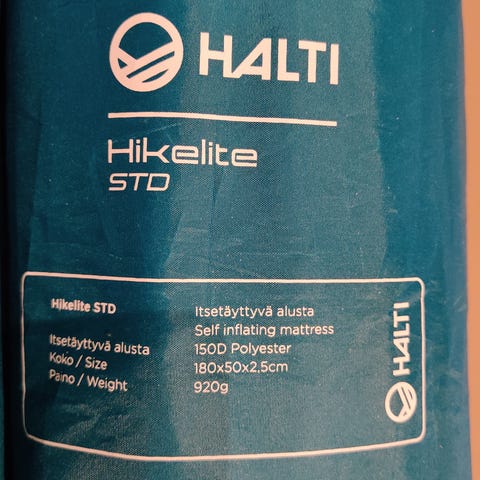 HALTI
Hikelite
STD
Hikelite STD Itsetäyttyvä alusta
Self inflating mattress
Itsetäyttyvä alusta 150D Polyester
Koko / Size 180x50x2,5cm
Paino / Weight 920g
HALTI